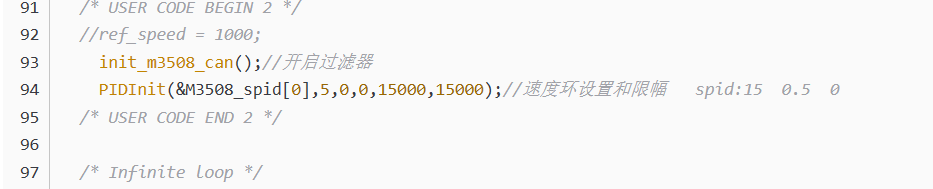 91 /* USER CODE BEGIN 2 */
92 //ref_speed = 1000;
93 init_m3508_can();//开启过滤器
94 PIDInit(&M3508_spid[0],5,0,0,15000,15000);//速度环设置和限幅 spid:15 0.5 0
95 /* USER CODE END 2 */
96
97 /* Infinite loop */